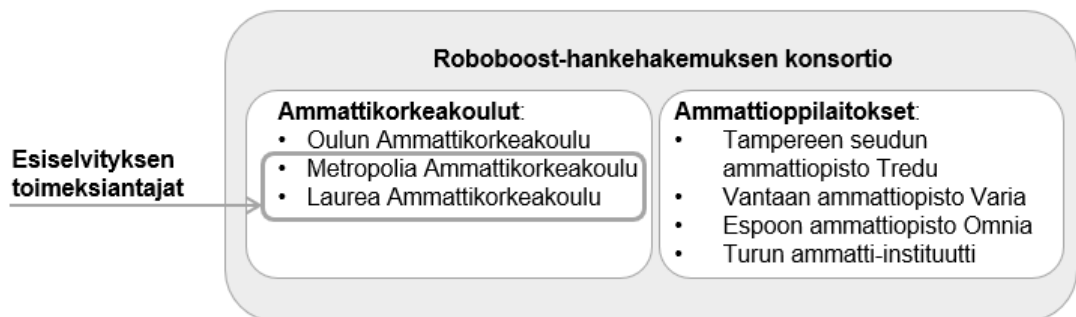 Roboboost-hankehakemuksen konsortio
Esiselvityksen
toimeksiantajat
Ammattikorkeakoulut:
• Oulun Ammattikorkeakoulu
• Metropolia Ammattikorkeakoulu
• Laurea Ammattikorkeakoulu
Ammattioppilaitokset:
• Tampereen seudun
ammattiopisto Tredu
• Vantaan ammattiopisto Varia
• Espoon ammattiopisto Omnia
• Turun ammatti-instituutti